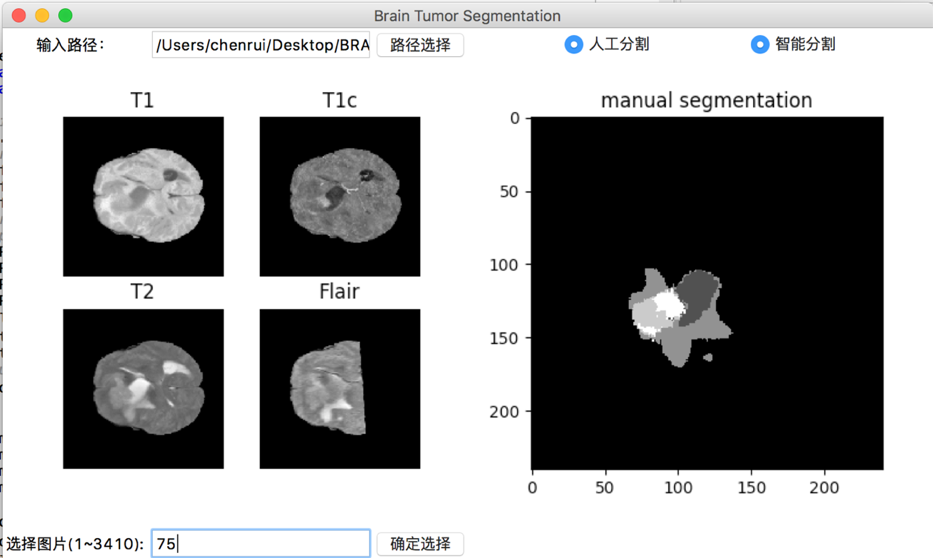 Brain Tumor Segmentation
输入路径： /Users/chenrui/Desktop/BRA 路径选择 人工分割 智能分割
T1 T1c manual segmentation
0
50
100
T2 Flair
150
200
0 50 100 150 200
选择图片(1~3410): 75 确定选择